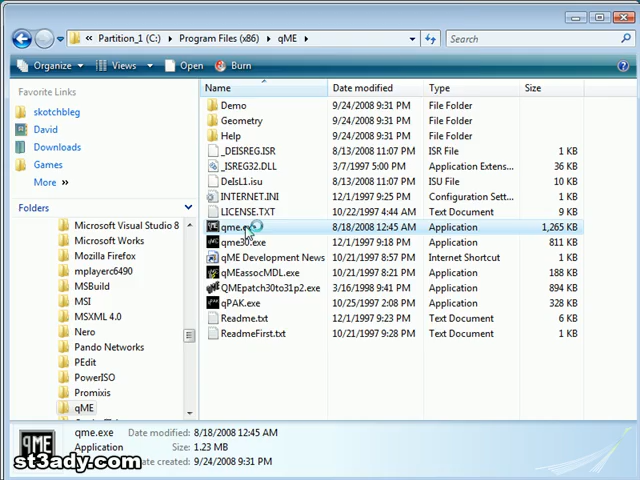 Partition_1 (C:) ▸ Program Files (x86) ▸ qME ▸
Search
Organize Views Open Burn
Favorite Links
skotchbleg
David
Downloads
Games
More »
Folders
Microsoft Visual Studio 8
Microsoft Works
Mozilla Firefox
mplayerc6490
MSBuild
MSI
MSXML 4.0
Nero
Pando Networks
PEdit
PowerISO
Promixis
qME
Name Date modified Type Size
Demo 9/24/2008 9:31 PM File Folder
Geometry 9/24/2008 9:31 PM File Folder
Help 9/24/2008 9:31 PM File Folder
_DEISREG.ISR 8/13/2008 11:07 PM ISR File 1 KB
_ISREG32.DLL 3/7/1997 5:00 PM Application Extens... 36 KB
DeIsL1.isu 8/13/2008 11:07 PM ISU File 10 KB
INTERNET.INI 12/1/1997 9:25 PM Configuration Sett... 1 KB
LICENSE.TXT 10/22/1997 4:44 AM Text Document 9 KB
qme.exe 8/18/2008 12:45 AM Application 1,265 KB
qme30.exe 12/1/1997 9:18 PM Application 811 KB
qME Development News 10/21/1997 8:57 PM Internet Shortcut 1 KB
qMEassocMDL.exe 10/21/1997 8:21 PM Application 188 KB
QMEpatch30to31p2.exe 3/16/1998 9:41 PM Application 894 KB
qPAK.exe 10/25/1997 2:08 PM Application 328 KB
Readme.txt 12/1/1997 9:23 PM Text Document 6 KB
ReadmeFirst.txt 10/21/1997 9:28 PM Text Document 1 KB
qME
qme.exe Date modified: 8/18/2008 12:45 AM
Application Size: 1.23 MB
date created: 9/24/2008 9:31 PM
st3ady.com